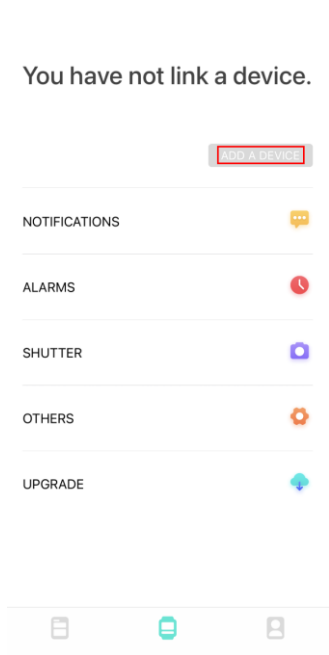 You have not link a device.
ADD A DEVICE
NOTIFICATIONS
ALARMS
SHUTTER
OTHERS
UPGRADE